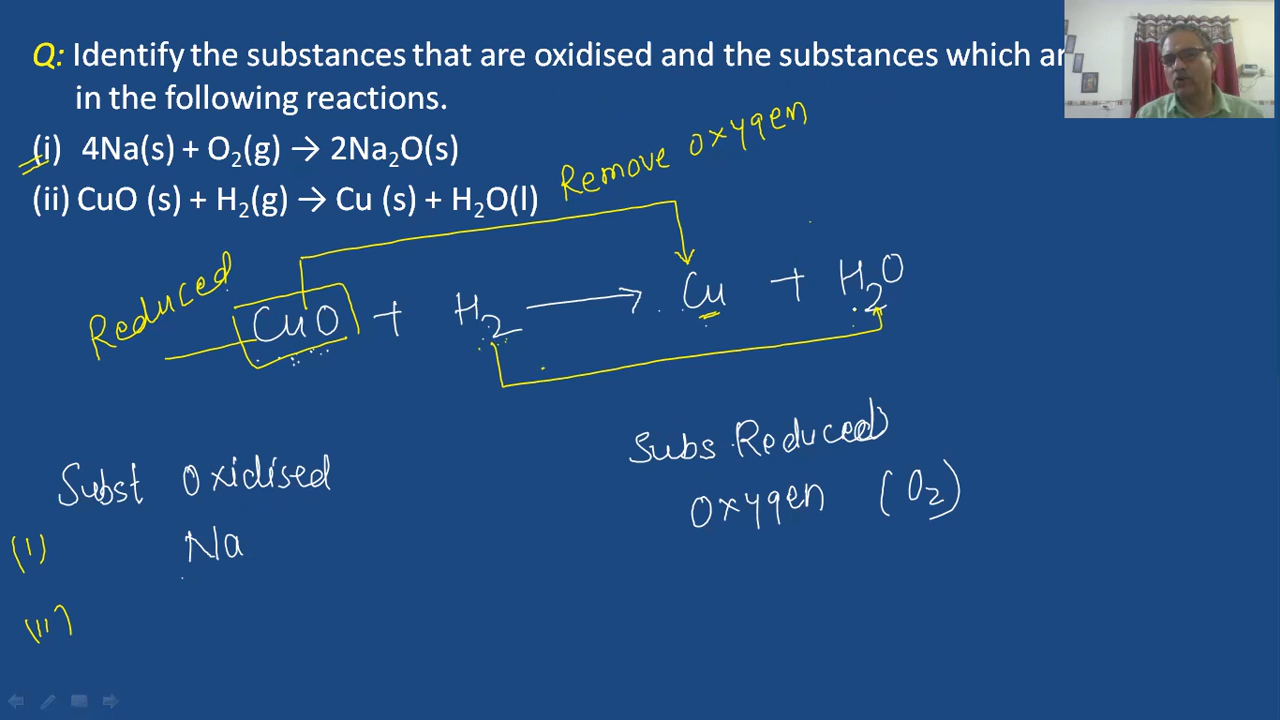 Q: Identify the substances that are oxidised and the substances which ar
in the following reactions.
(i) 4Na(s) + O₂(g) → 2Na₂O(s)
(ii) CuO (s) + H₂(g) → Cu (s) + H₂O(l)
Remove oxygen
Reduced
CuO + H₂ → Cu + H₂O
Subst Oxidised
Subs Reduced
(i) Na
Oxygen (O₂)
(ii)